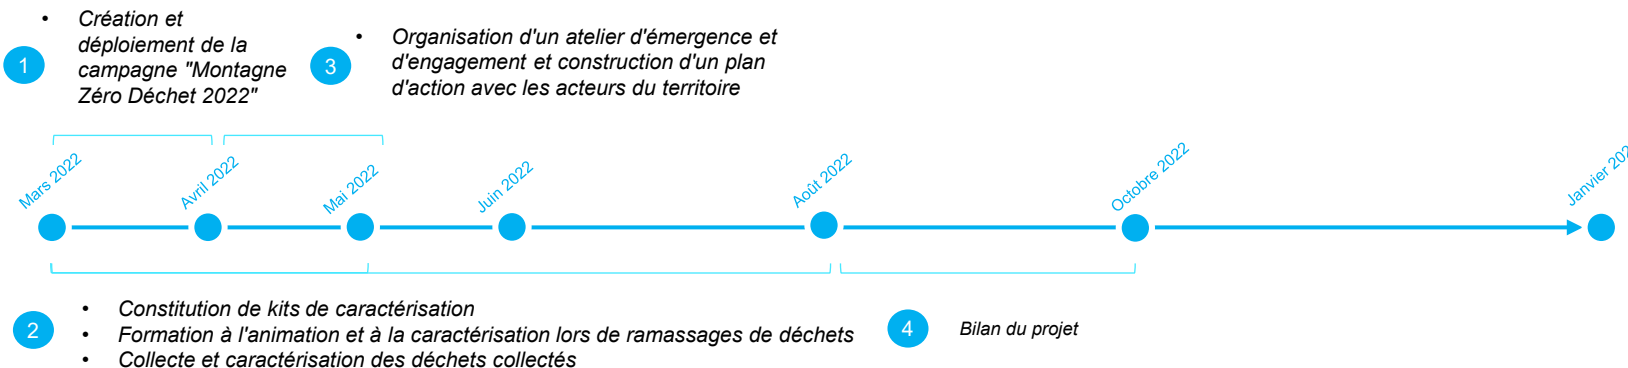 • Création et
déploiement de la
campagne "Montagne
Zéro Déchet 2022"
1
• Organisation d'un atelier d'émergence et
d'engagement et construction d'un plan
d'action avec les acteurs du territoire
3
Mars 2022
Avril 2022
Mai 2022
Juin 2022
Août 2022
Octobre 2022
Janvier
2
• Constitution de kits de caractérisation
• Formation à l'animation et à la caractérisation lors de ramassages de déchets
• Collecte et caractérisation des déchets collectés
4
Bilan du projet